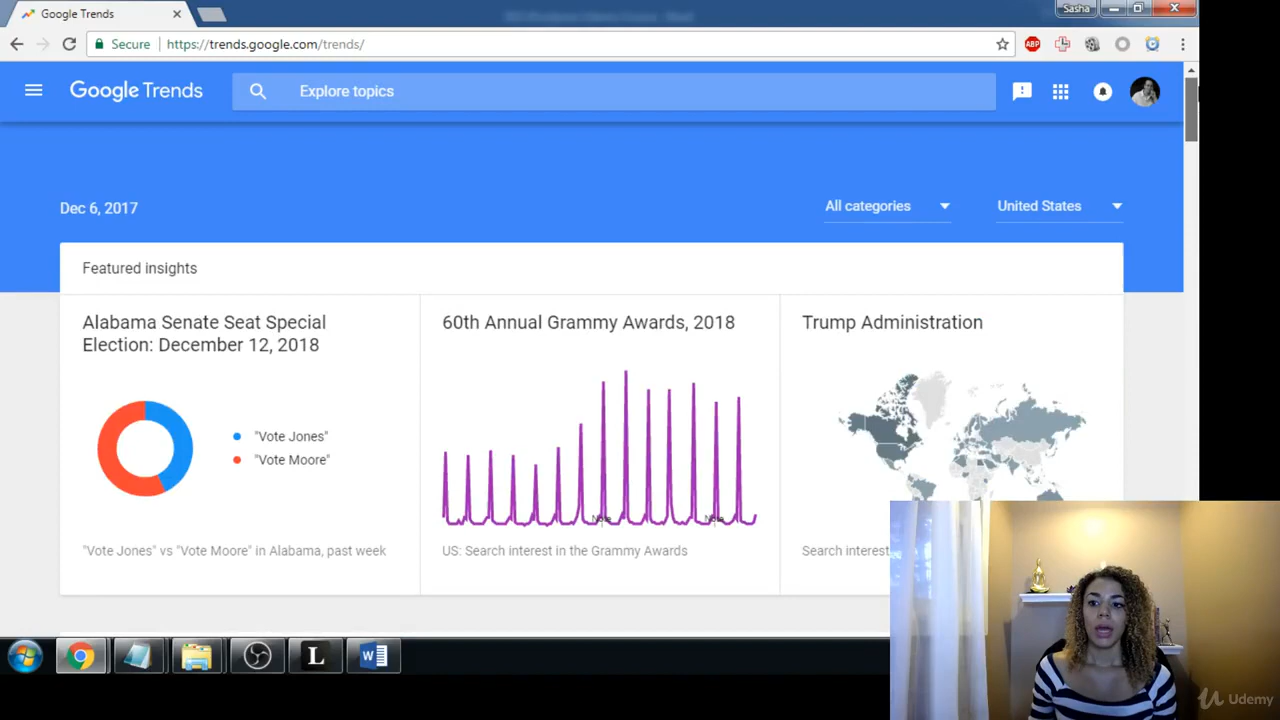 Google Trends
Sasha
Secure
https://trends.google.com/trends/
ABP
Google Trends
Explore topics
Dec 6, 2017
All categories
United States
Featured insights
Alabama Senate Seat Special
Election: December 12, 2018
"Vote Jones"
"Vote Moore"
"Vote Jones" vs "Vote Moore" in Alabama, past week
60th Annual Grammy Awards, 2018
Note
Note
US: Search interest in the Grammy Awards
Trump Administration
Search interest
L
W
Udemy